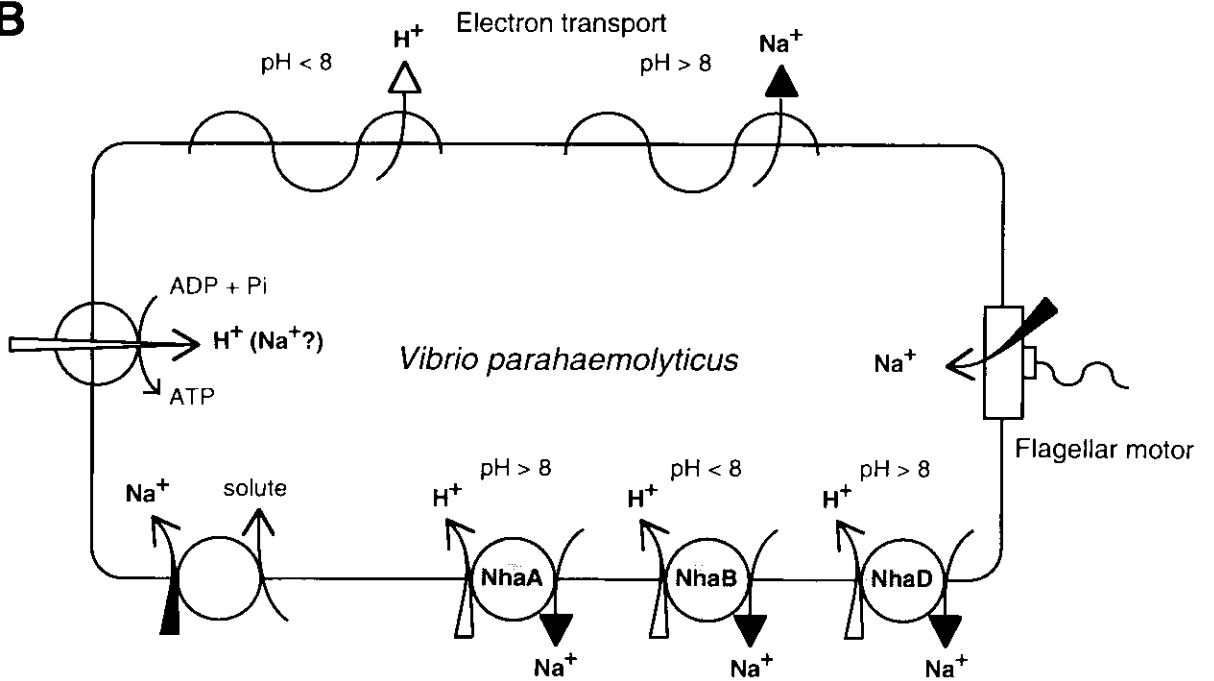 B
Electron transport
pH < 8
H⁺
pH > 8
Na⁺
ADP + Pi
H⁺ (Na⁺?)
ATP
Vibrio parahaemolyticus
Na⁺
Flagellar motor
Na⁺
solute
pH > 8
H⁺
NhaA
Na⁺
pH < 8
H⁺
NhaB
Na⁺
pH > 8
H⁺
NhaD
Na⁺